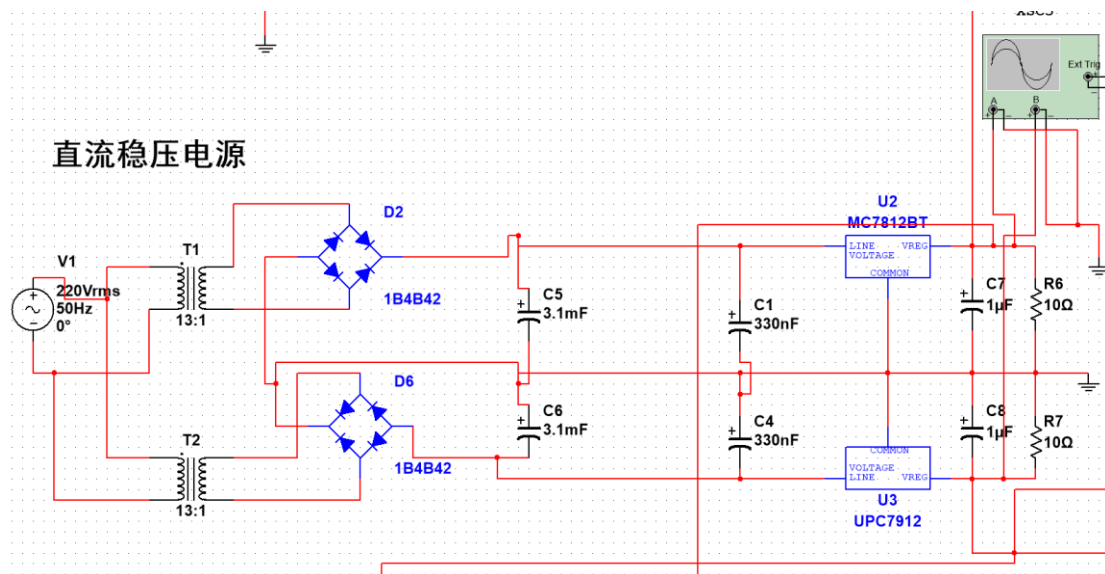 Ext Trig
A
B
直流稳压电源
D2
1B4B42
T1
13:1
V1
220Vrms
50Hz
0°
T2
13:1
D6
1B4B42
C5
3.1mF
C6
3.1mF
C1
330nF
C4
330nF
U2
MC7812BT
LINE VREG
VOLTAGE
COMMON
C7
1µF
R6
10Ω
C8
1µF
R7
10Ω
COMMON
VOLTAGE
LINE VREG
U3
UPC7912